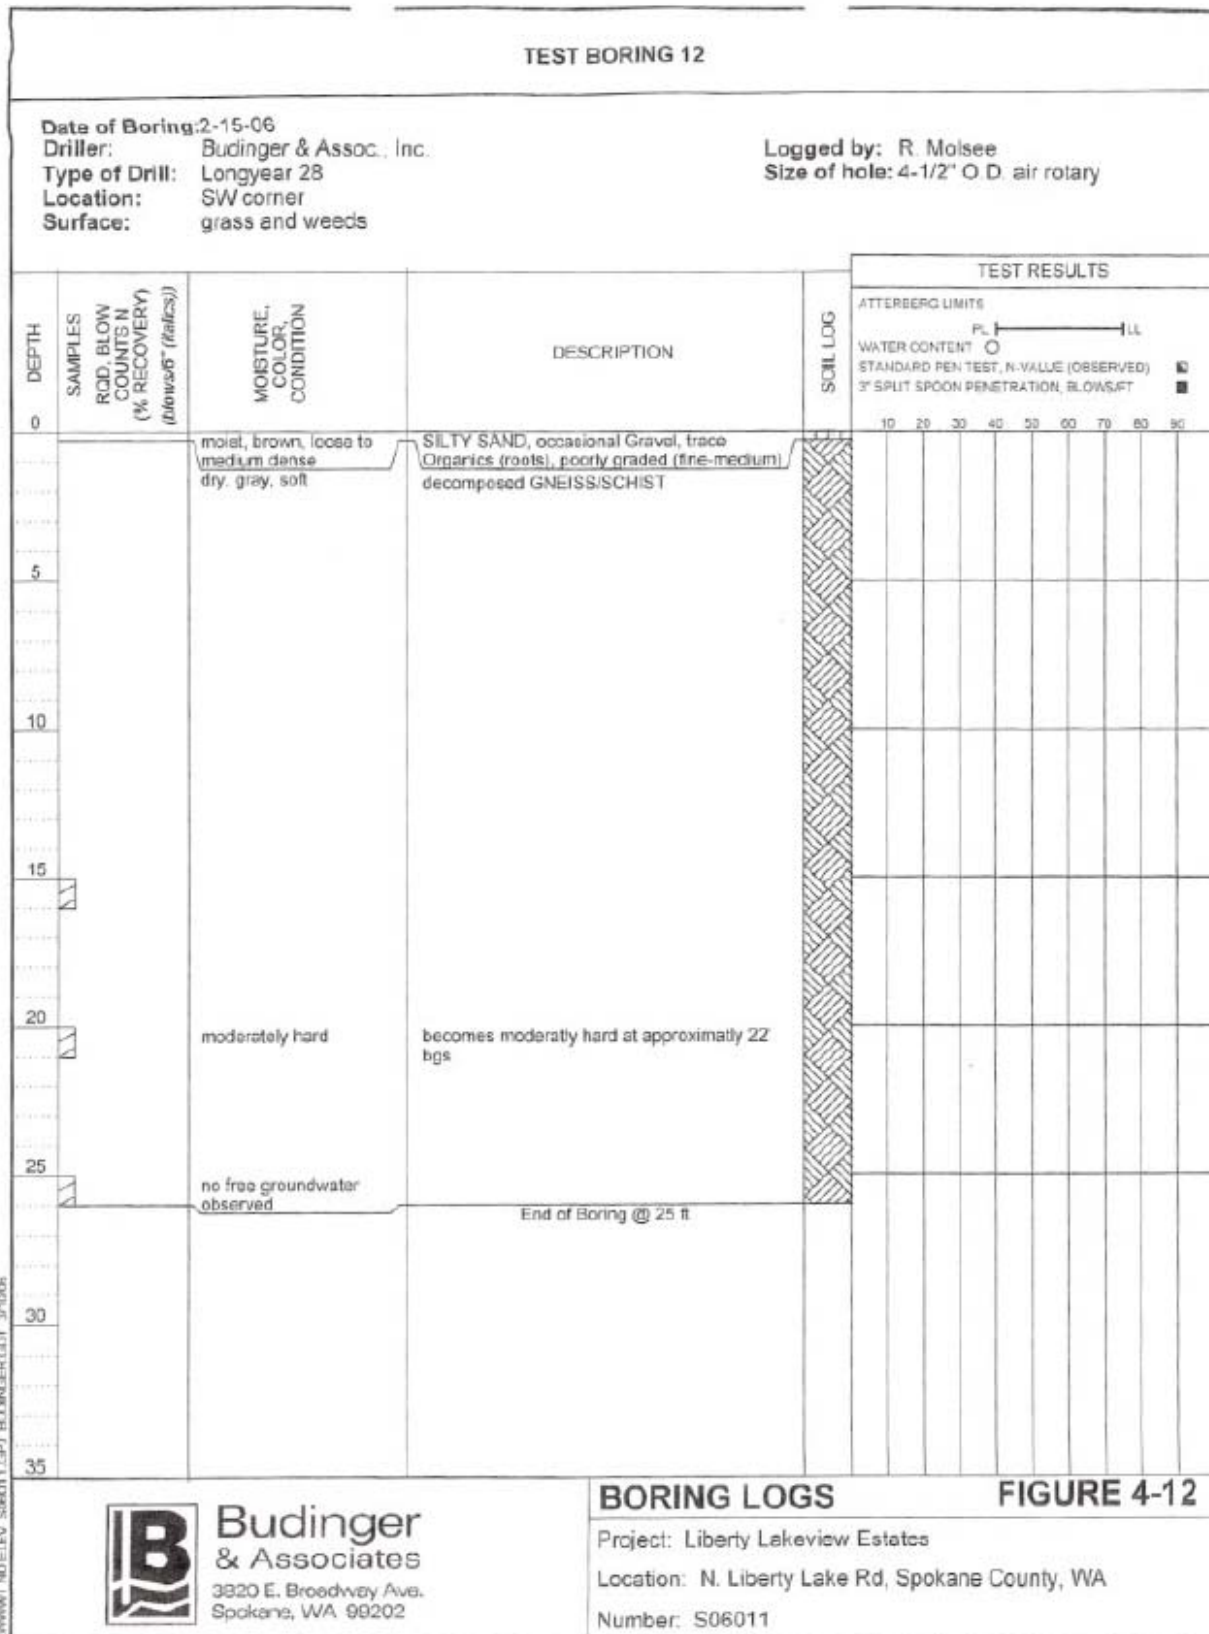 TEST BORING 12
Date of Boring:2-15-06
Driller: Budinger & Assoc., Inc.
Type of Drill: Longyear 28
Location: SW corner
Surface: grass and weeds
Logged by: R. Molsee
Size of hole: 4-1/2" O.D. air rotary
DEPTH
SAMPLES
RQD, BLOW
COUNTS N
(% RECOVERY)
(blows/6" (italics))
MOISTURE,
COLOR,
CONDITION
DESCRIPTION
SOIL LOG
TEST RESULTS
ATTERBERG LIMITS
PL LL
WATER CONTENT
STANDARD PEN TEST, N-VALUE (OBSERVED)
3" SPLIT SPOON PENETRATION, BLOWS/FT
10 20 30 40 50 60 70 80 90
0
moist, brown, loose to
medium dense
SILTY SAND, occasional Gravel, trace
Organics (roots), poorly graded (fine-medium)
dry, gray, soft
decomposed GNEISS/SCHIST
5
10
15
20
moderately hard
becomes moderatly hard at approximatly 22'
bgs
25
no free groundwater
observed
End of Boring @ 25 ft
30
35
B
Budinger
& Associates
3820 E. Broadway Ave.
Spokane, WA 99202
BORING LOGS FIGURE 4-12
Project: Liberty Lakeview Estates
Location: N. Liberty Lake Rd, Spokane County, WA
Number: S06011